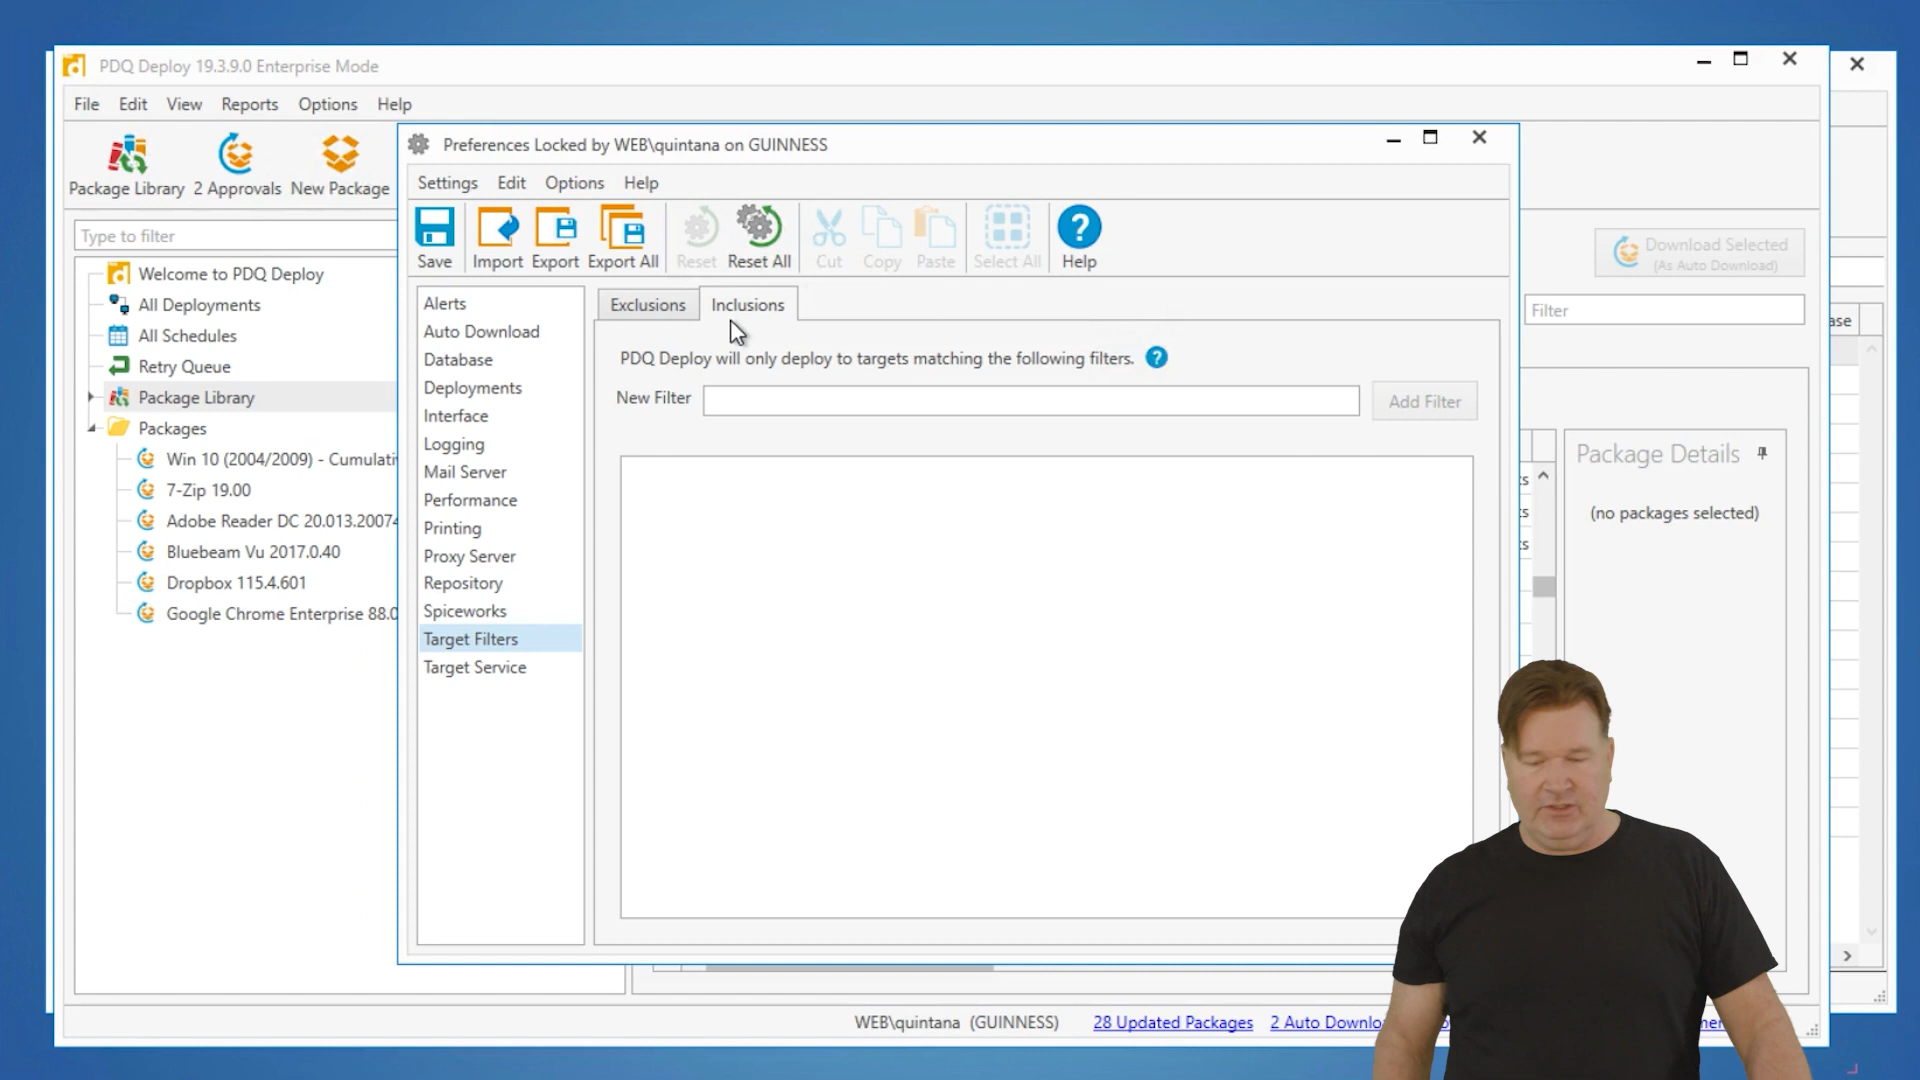 PDQ Deploy 19.3.9.0 Enterprise Mode
File Edit View Reports Options Help
Package Library 2 Approvals New Package
Type to filter
Welcome to PDQ Deploy
All Deployments
All Schedules
Retry Queue
Package Library
Packages
Win 10 (2004/2009) - Cumulati
7-Zip 19.00
Adobe Reader DC 20.013.20074
Bluebeam Vu 2017.0.40
Dropbox 115.4.601
Google Chrome Enterprise 88.0
Preferences Locked by WEB\quintana on GUINNESS
Settings Edit Options Help
Save Import Export Export All Reset Reset All Cut Copy Paste Select All Help
Alerts
Auto Download
Database
Deployments
Interface
Logging
Mail Server
Performance
Printing
Proxy Server
Repository
Spiceworks
Target Filters
Target Service
Exclusions Inclusions
PDQ Deploy will only deploy to targets matching the following filters. ?
New Filter
Add Filter
Download Selected
(As Auto Download)
Filter
ase
Package Details
(no packages selected)
WEB\quintana (GUINNESS) 28 Updated Packages 2 Auto Downlo